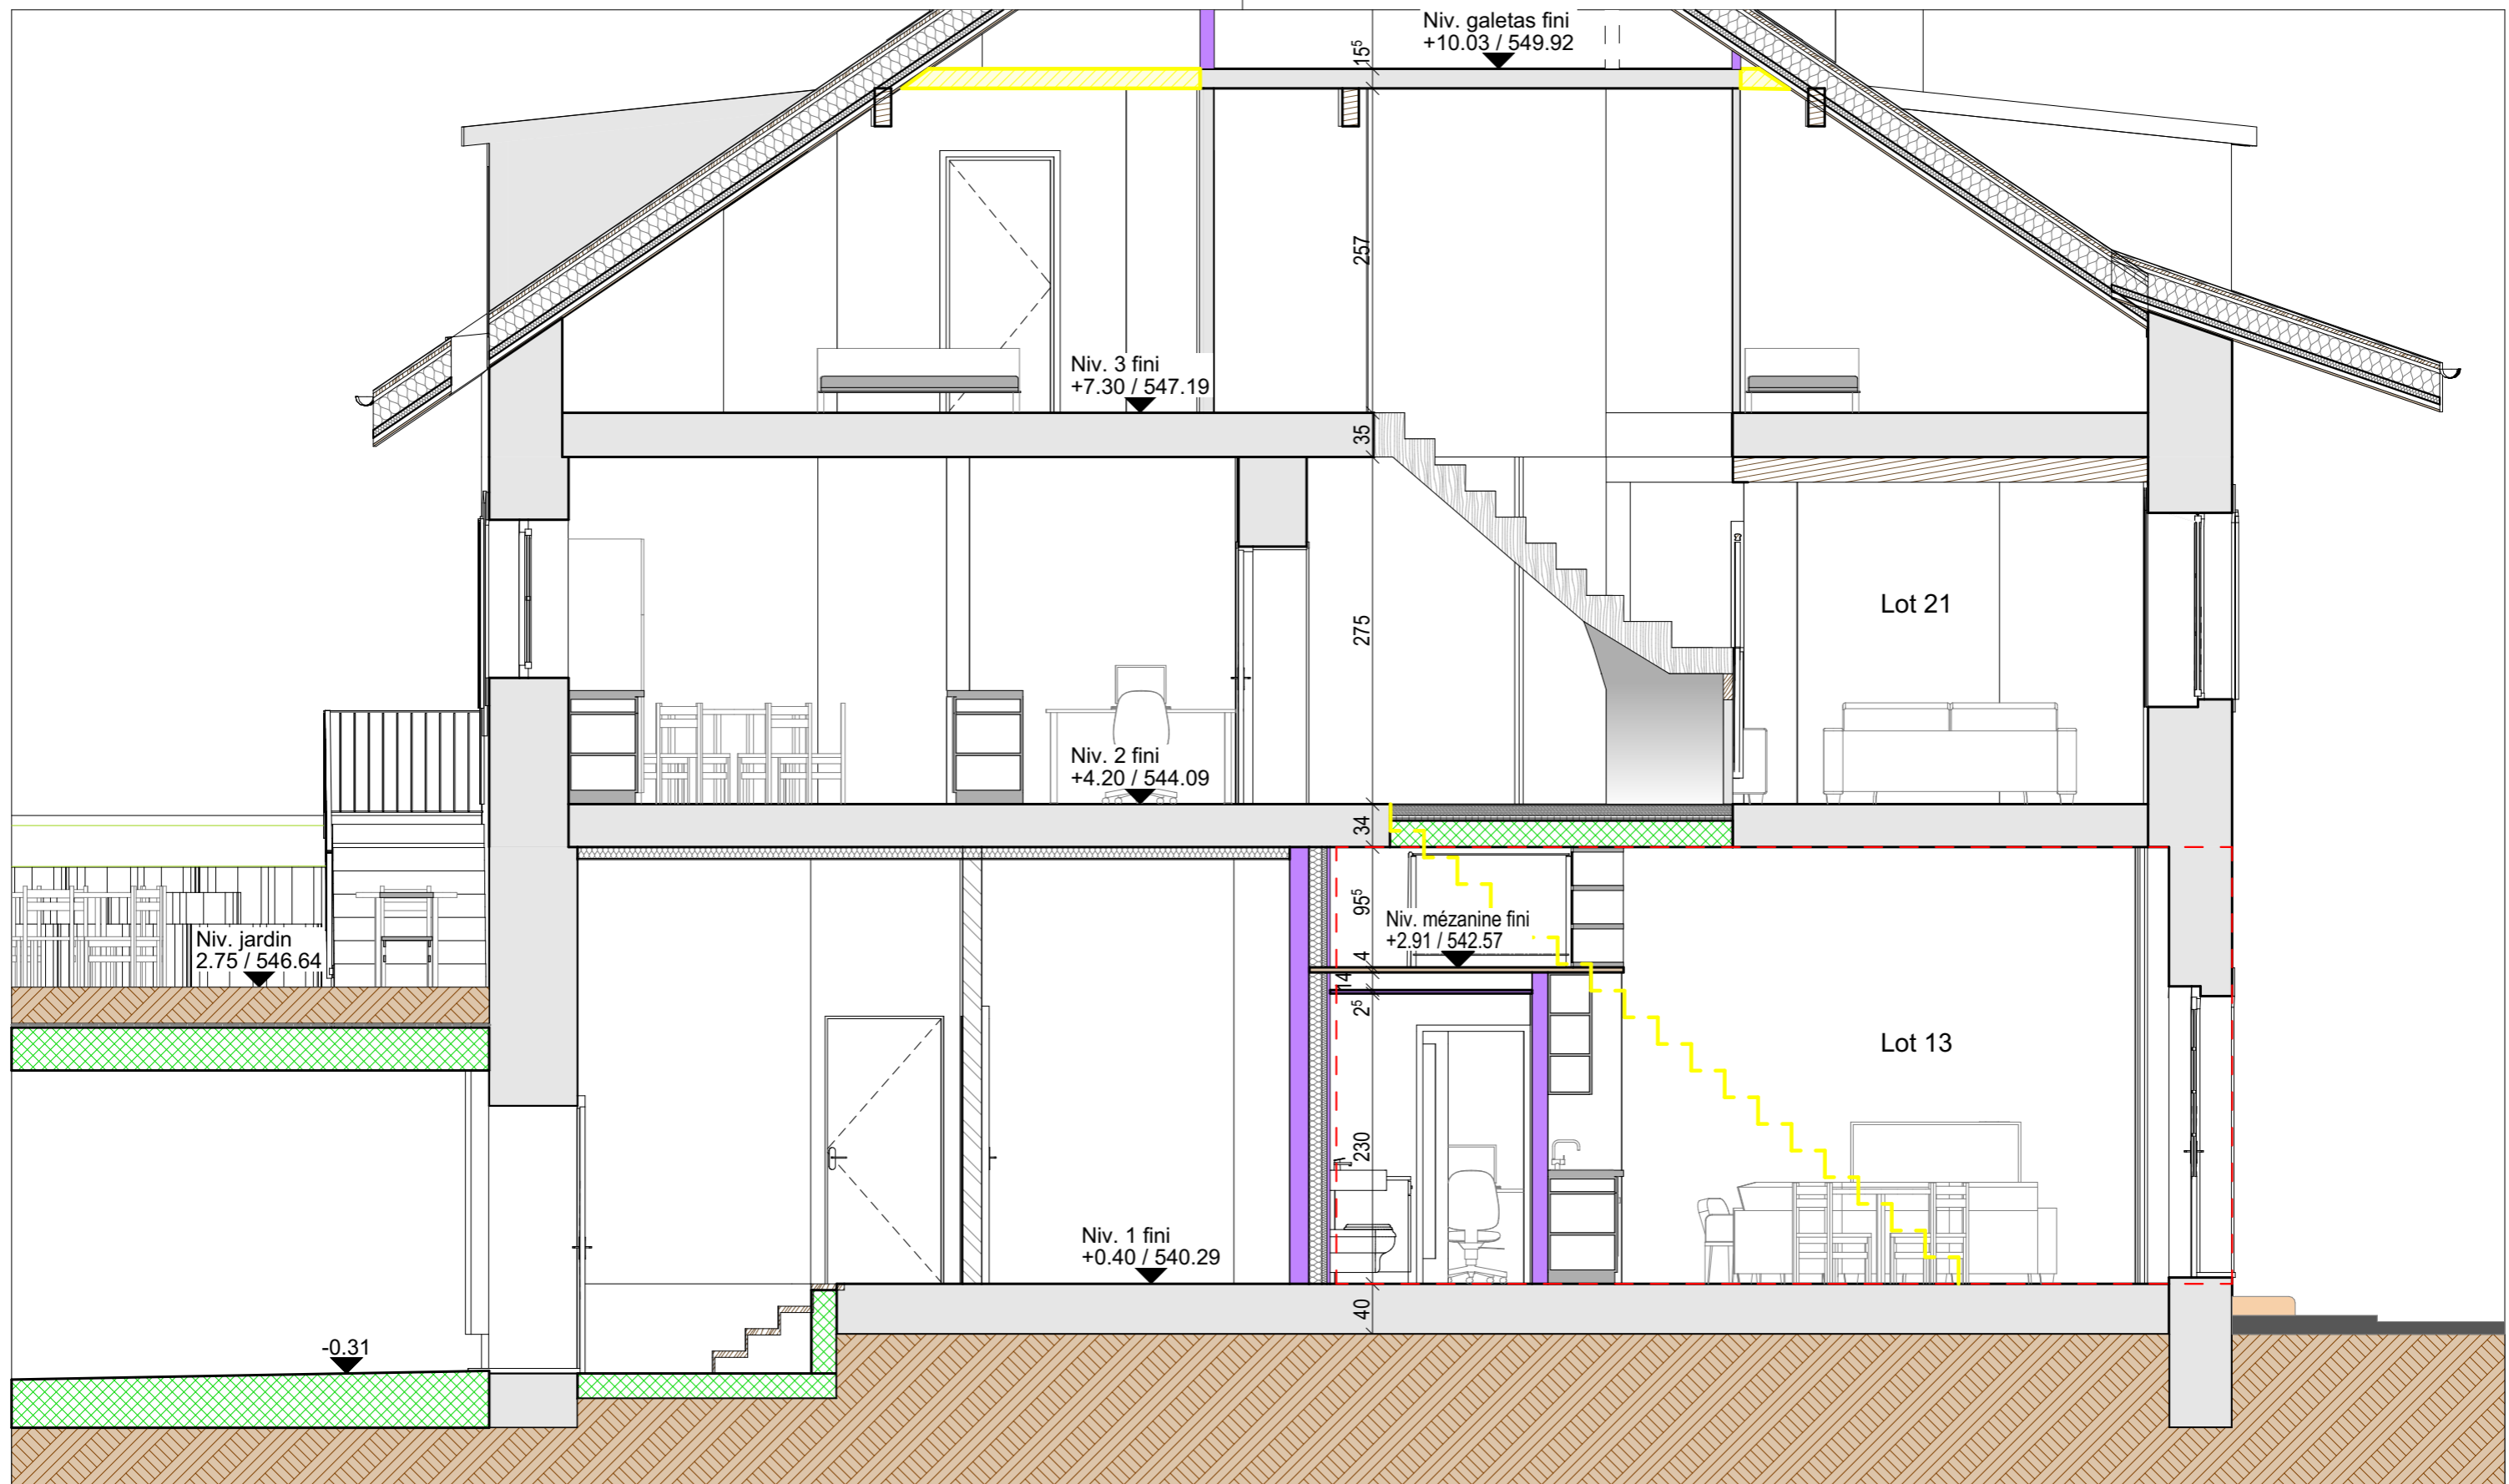 Niv. galetas fini
+10.03 / 549.92
15⁵
257
Niv. 3 fini
+7.30 / 547.19
35
275
Lot 21
Niv. 2 fini
+4.20 / 544.09
34
95⁵
Niv. mézanine fini
+2.91 / 542.57
4
14
2⁵
Niv. jardin
2.75 / 546.64
Lot 13
230
Niv. 1 fini
+0.40 / 540.29
40
-0.31